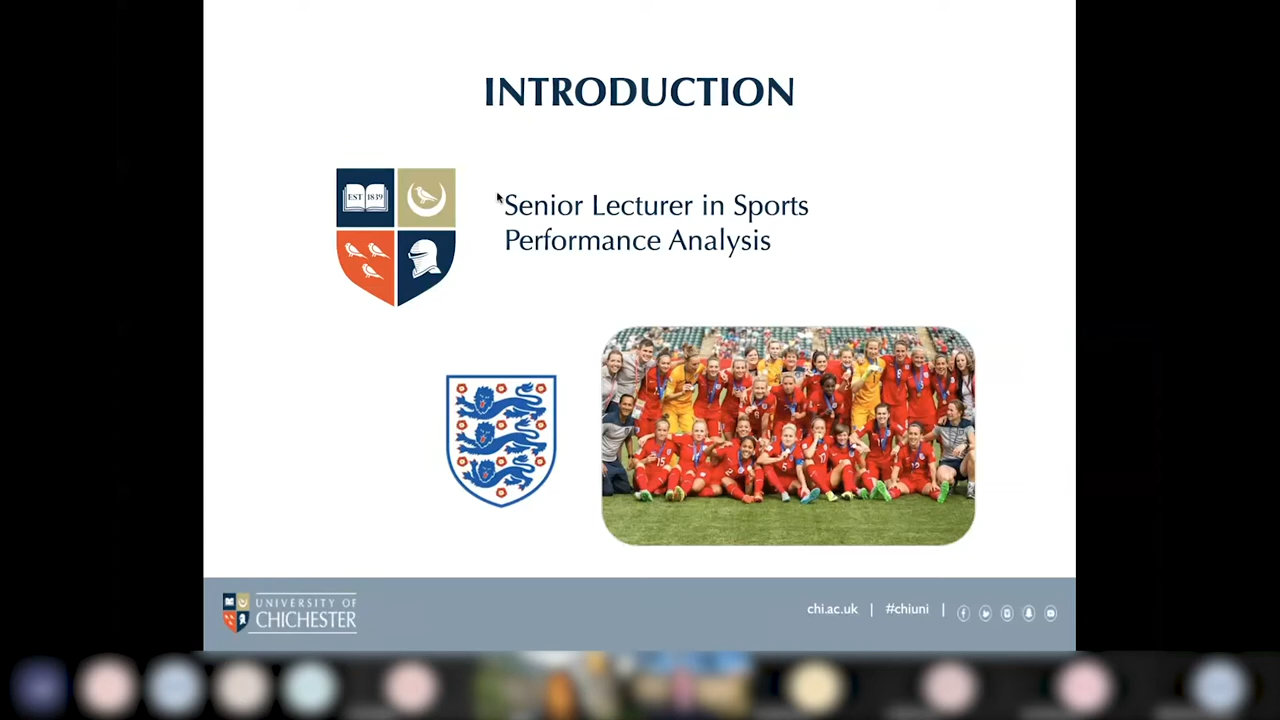 INTRODUCTION
EST 1839
Senior Lecturer in Sports
Performance Analysis
UNIVERSITY OF
CHICHESTER
chi.ac.uk | #chiuni |